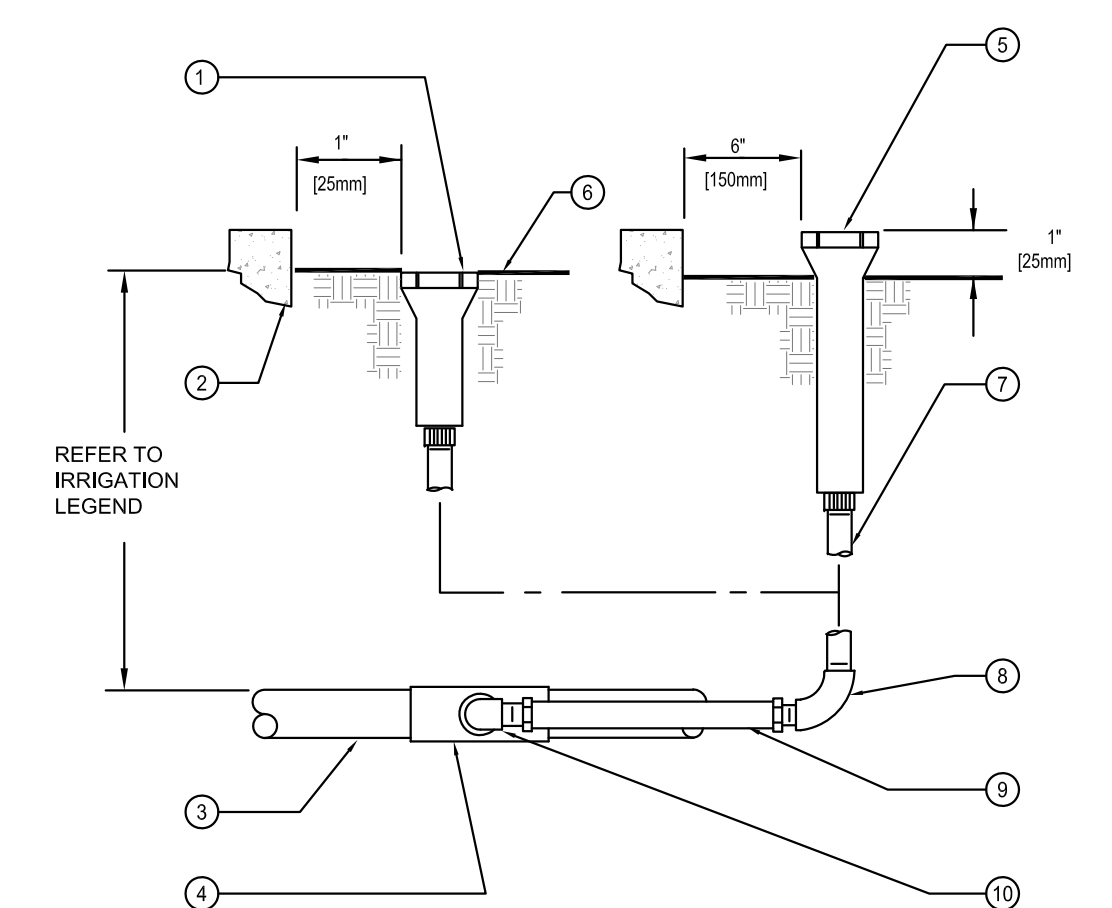 5
1
1"
[25mm]
6"
[150mm]
6
1"
[25mm]
2
7
REFER TO
IRRIGATION
LEGEND
8
9
3
4
10